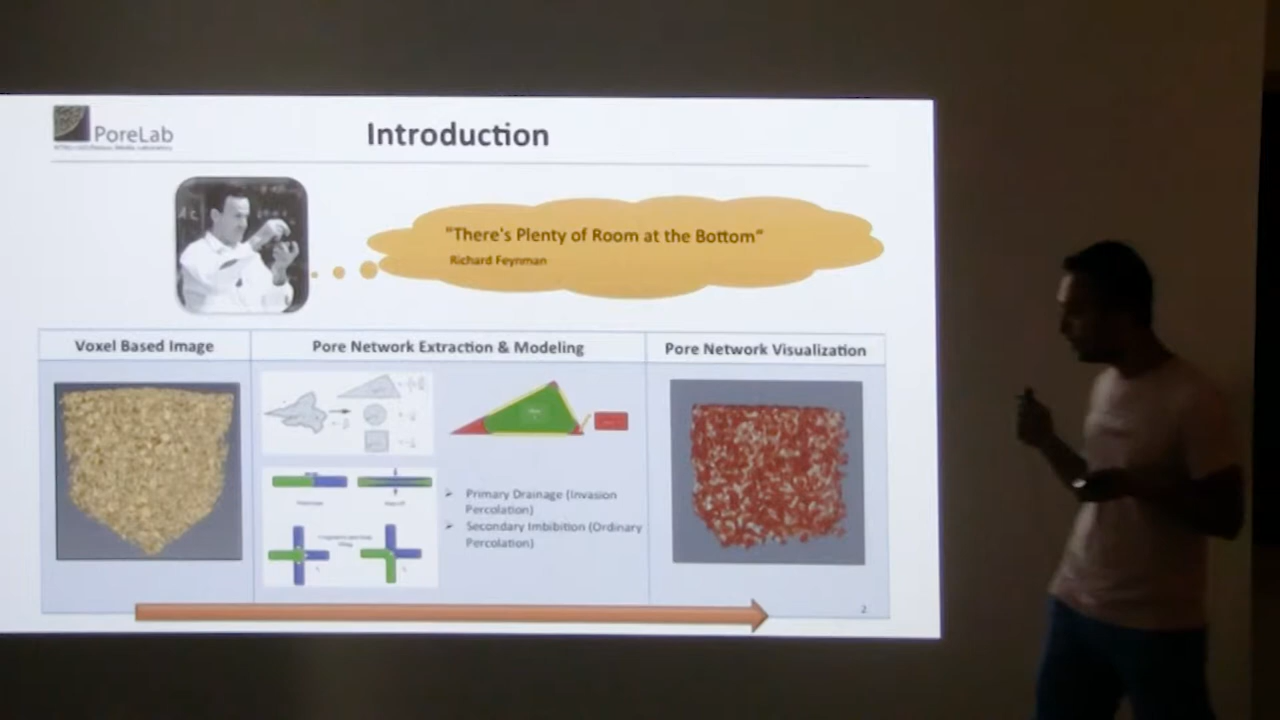 PoreLab
Introduction
"There's Plenty of Room at the Bottom"
Richard Feynman
Voxel Based Image
Pore Network Extraction & Modeling
Pore Network Visualization
➢ Primary Drainage (Invasion
Percolation)
➢ Secondary Imbibition (Ordinary
Percolation)
2